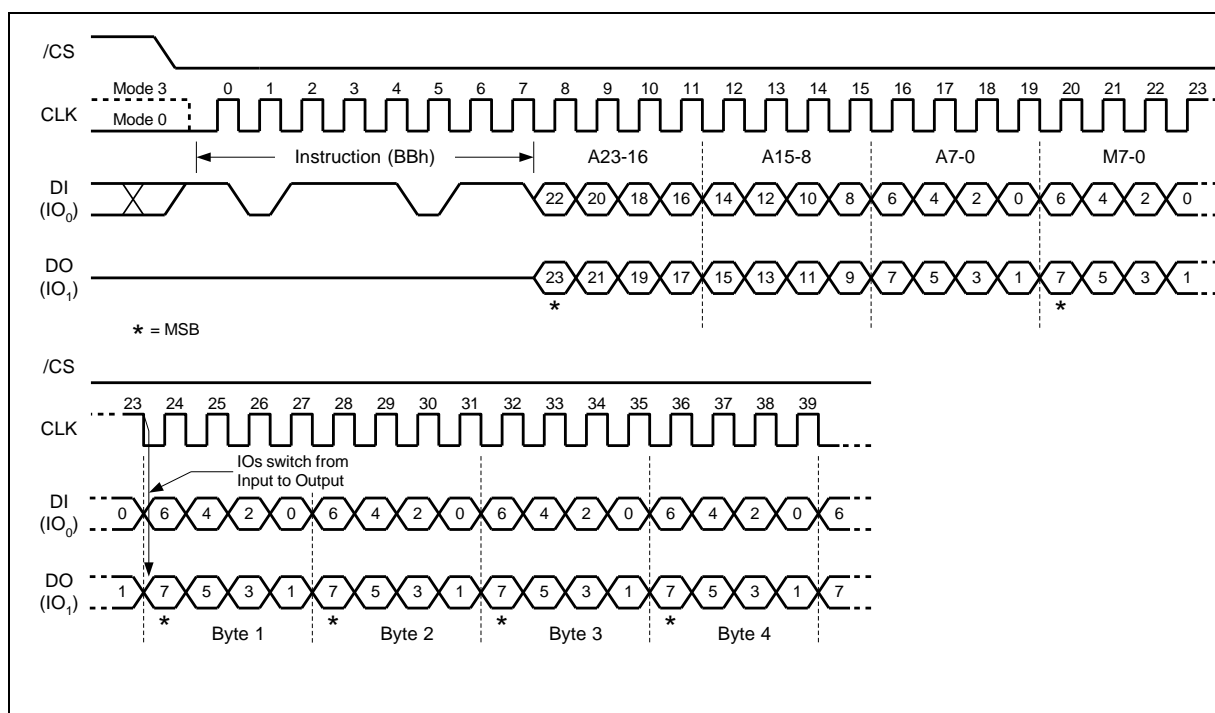 /CS
Mode 3 0 1 2 3 4 5 6 7 8 9 10 11 12 13 14 15 16 17 18 19 20 21 22 23
CLK Mode 0
Instruction (BBh) A23-16 A15-8 A7-0 M7-0
DI
(IO0) 22 20 18 16 14 12 10 8 6 4 2 0 6 4 2 0
DO
(IO1) 23 21 19 17 15 13 11 9 7 5 3 1 7 5 3 1
* *
* = MSB
/CS
23 24 25 26 27 28 29 30 31 32 33 34 35 36 37 38 39
CLK
IOs switch from
Input to Output
DI
(IO0) 0 6 4 2 0 6 4 2 0 6 4 2 0 6 4 2 0 6
DO
(IO1) 1 7 5 3 1 7 5 3 1 7 5 3 1 7 5 3 1 7
* * * *
Byte 1 Byte 2 Byte 3 Byte 4